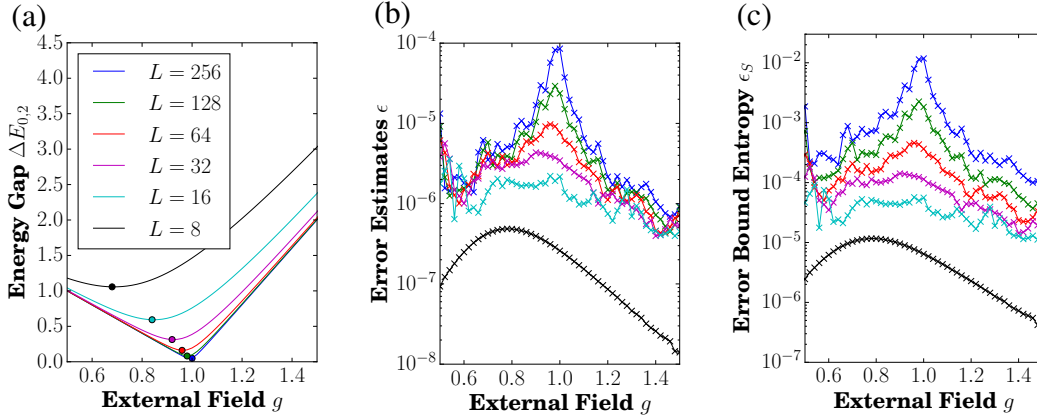 (a)
4.5
4.0
3.5
3.0
2.5
2.0
1.5
1.0
0.5
0.0
Energy Gap ΔE₀,₂
L = 256
L = 128
L = 64
L = 32
L = 16
L = 8
0.6 0.8 1.0 1.2 1.4
External Field g
(b)
10⁻⁴
10⁻⁵
10⁻⁶
10⁻⁷
10⁻⁸
Error Estimates ϵ
0.6 0.8 1.0 1.2 1.4
External Field g
(c)
10⁻²
10⁻³
10⁻⁴
10⁻⁵
10⁻⁶
10⁻⁷
Error Bound Entropy ϵ_S
0.6 0.8 1.0 1.2 1.4
External Field g